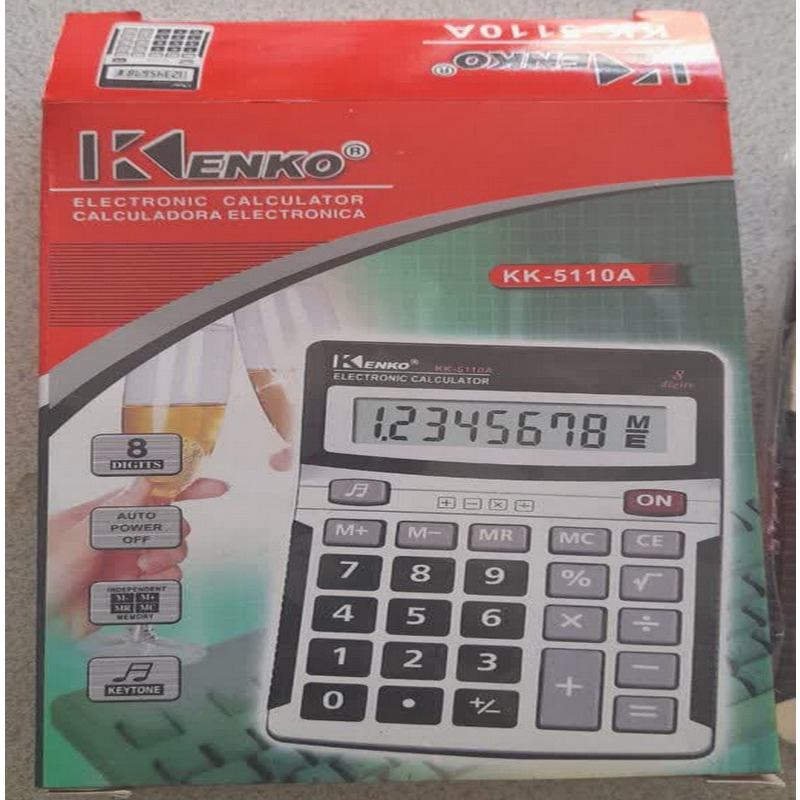 KK-5110A
KENKO®
KENKO®
ELECTRONIC CALCULATOR
CALCULADORA ELECTRONICA
KK-5110A
KENKO® KK-5110A
ELECTRONIC CALCULATOR
8
digits
1.2345678 M
E
8
DIGITS
AUTO
POWER
OFF
INDEPENDENT
M- M+
MR MC
MEMORY
KEYTONE
+ − × ÷
ON
M+ M− MR MC CE
7 8 9 % √
4 5 6 × ÷
1 2 3 + −
0 • +/− =